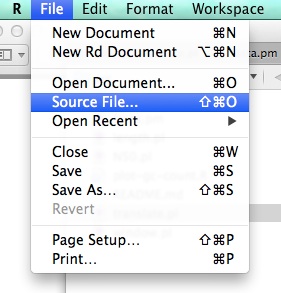 R File Edit Format Workspace
ta.pm
New Document ⌘N
New Rd Document ⌥⌘N
Open Document... ⌘O
Source File... ⇧⌘O
Open Recent ▶
Close ⌘W
Save ⌘S
Save As... ⇧⌘S
Revert
Page Setup... ⇧⌘P
Print... ⌘P